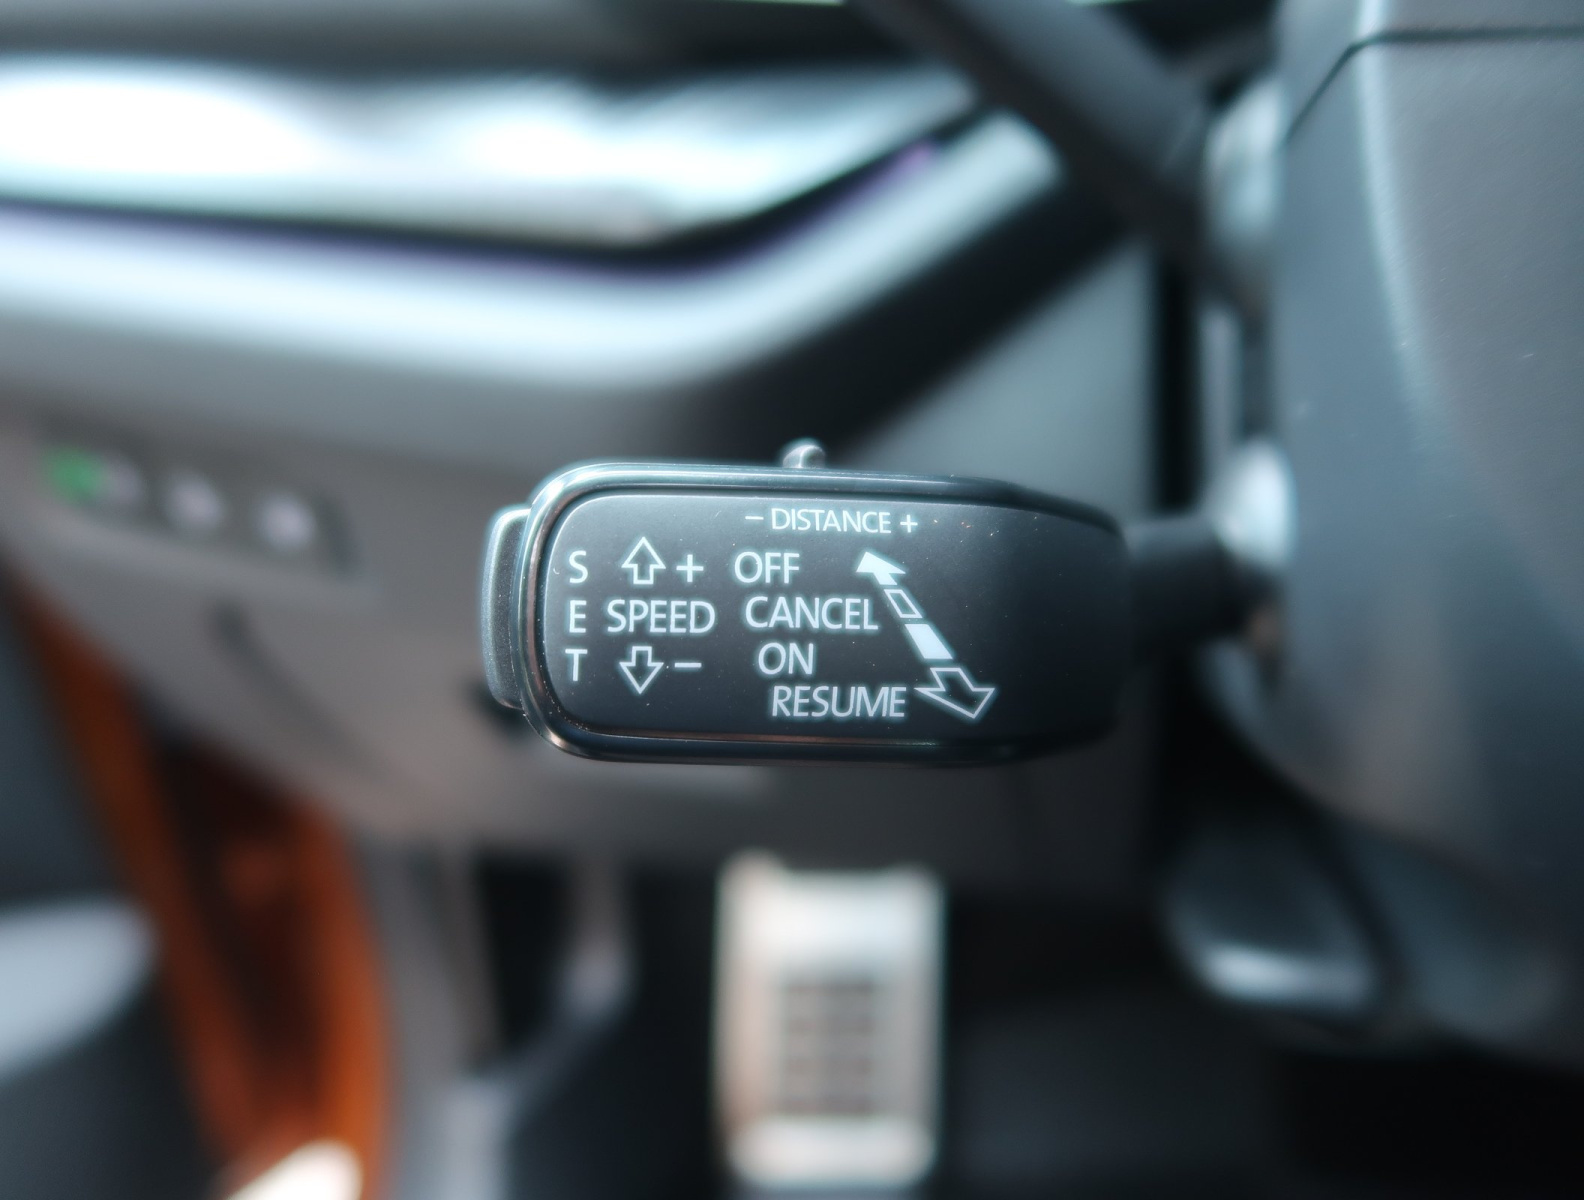 − DISTANCE +
S + OFF
E SPEED CANCEL
T − ON
RESUME